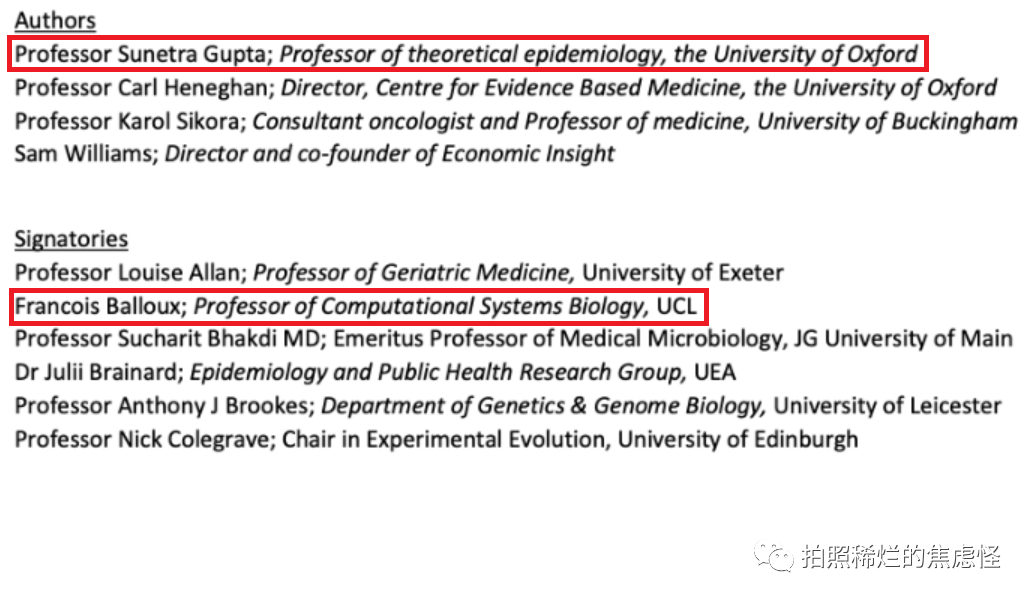 Authors
Professor Sunetra Gupta; Professor of theoretical epidemiology, the University of Oxford
Professor Carl Heneghan; Director, Centre for Evidence Based Medicine, the University of Oxford
Professor Karol Sikora; Consultant oncologist and Professor of medicine, University of Buckingham
Sam Williams; Director and co-founder of Economic Insight
Signatories
Professor Louise Allan; Professor of Geriatric Medicine, University of Exeter
Francois Balloux; Professor of Computational Systems Biology, UCL
Professor Sucharit Bhakdi MD; Emeritus Professor of Medical Microbiology, JG University of Main
Dr Julii Brainard; Epidemiology and Public Health Research Group, UEA
Professor Anthony J Brookes; Department of Genetics & Genome Biology, University of Leicester
Professor Nick Colegrave; Chair in Experimental Evolution, University of Edinburgh
拍照稀烂的焦虑怪